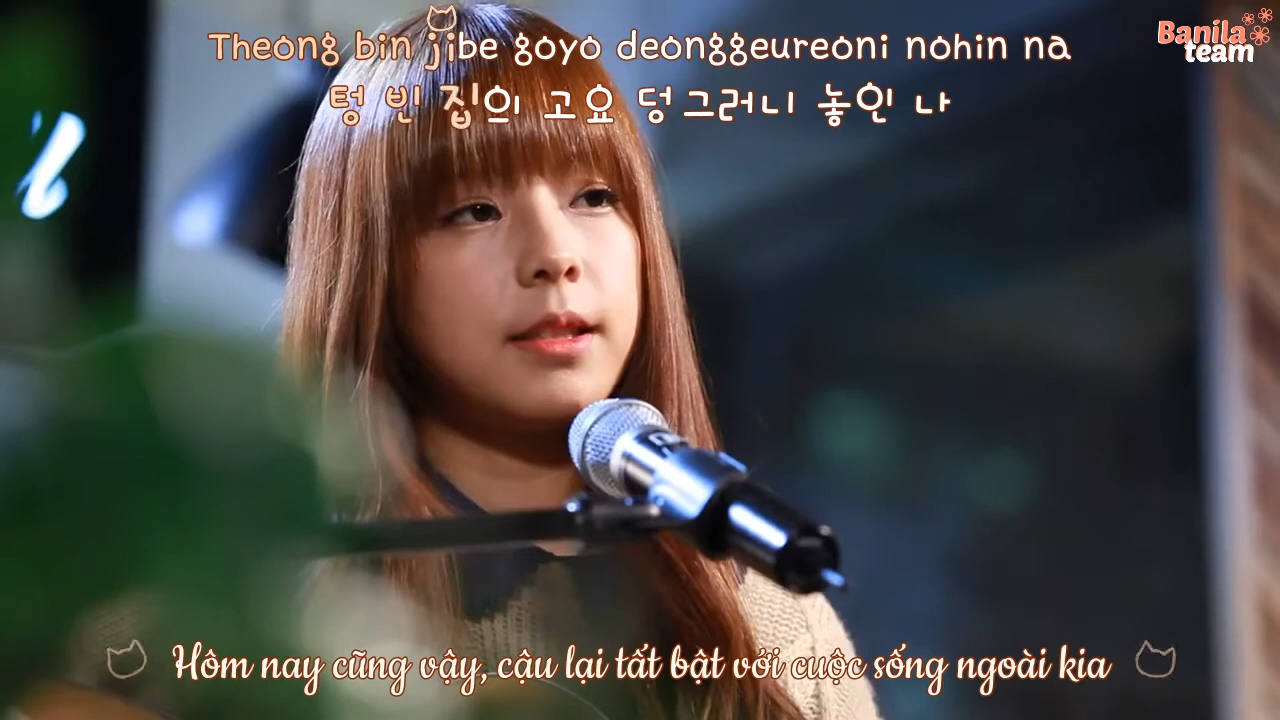 Theong bin jibe goyo deonggeureoni nohin na
텅 빈 집의 고요 덩그러니 놓인 나
Banila
team
Hôm nay cũng vậy, cậu lại tất bật với cuộc sống ngoài kia